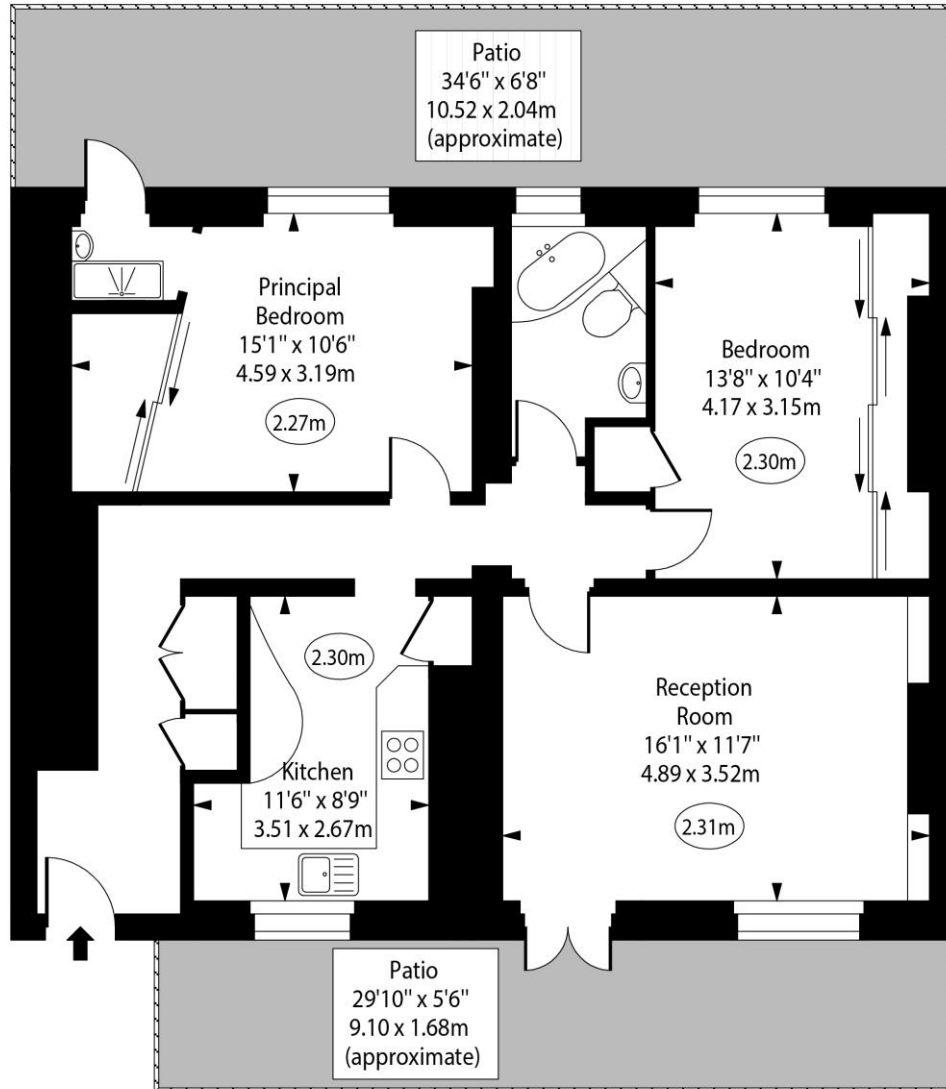 Patio
34'6" x 6'8"
10.52 x 2.04m
(approximate)
Principal
Bedroom
15'1" x 10'6"
4.59 x 3.19m
2.27m
Bedroom
13'8" x 10'4"
4.17 x 3.15m
2.30m
2.30m
Kitchen
11'6" x 8'9"
3.51 x 2.67m
Reception
Room
16'1" x 11'7"
4.89 x 3.52m
2.31m
Patio
29'10" x 5'6"
9.10 x 1.68m
(approximate)